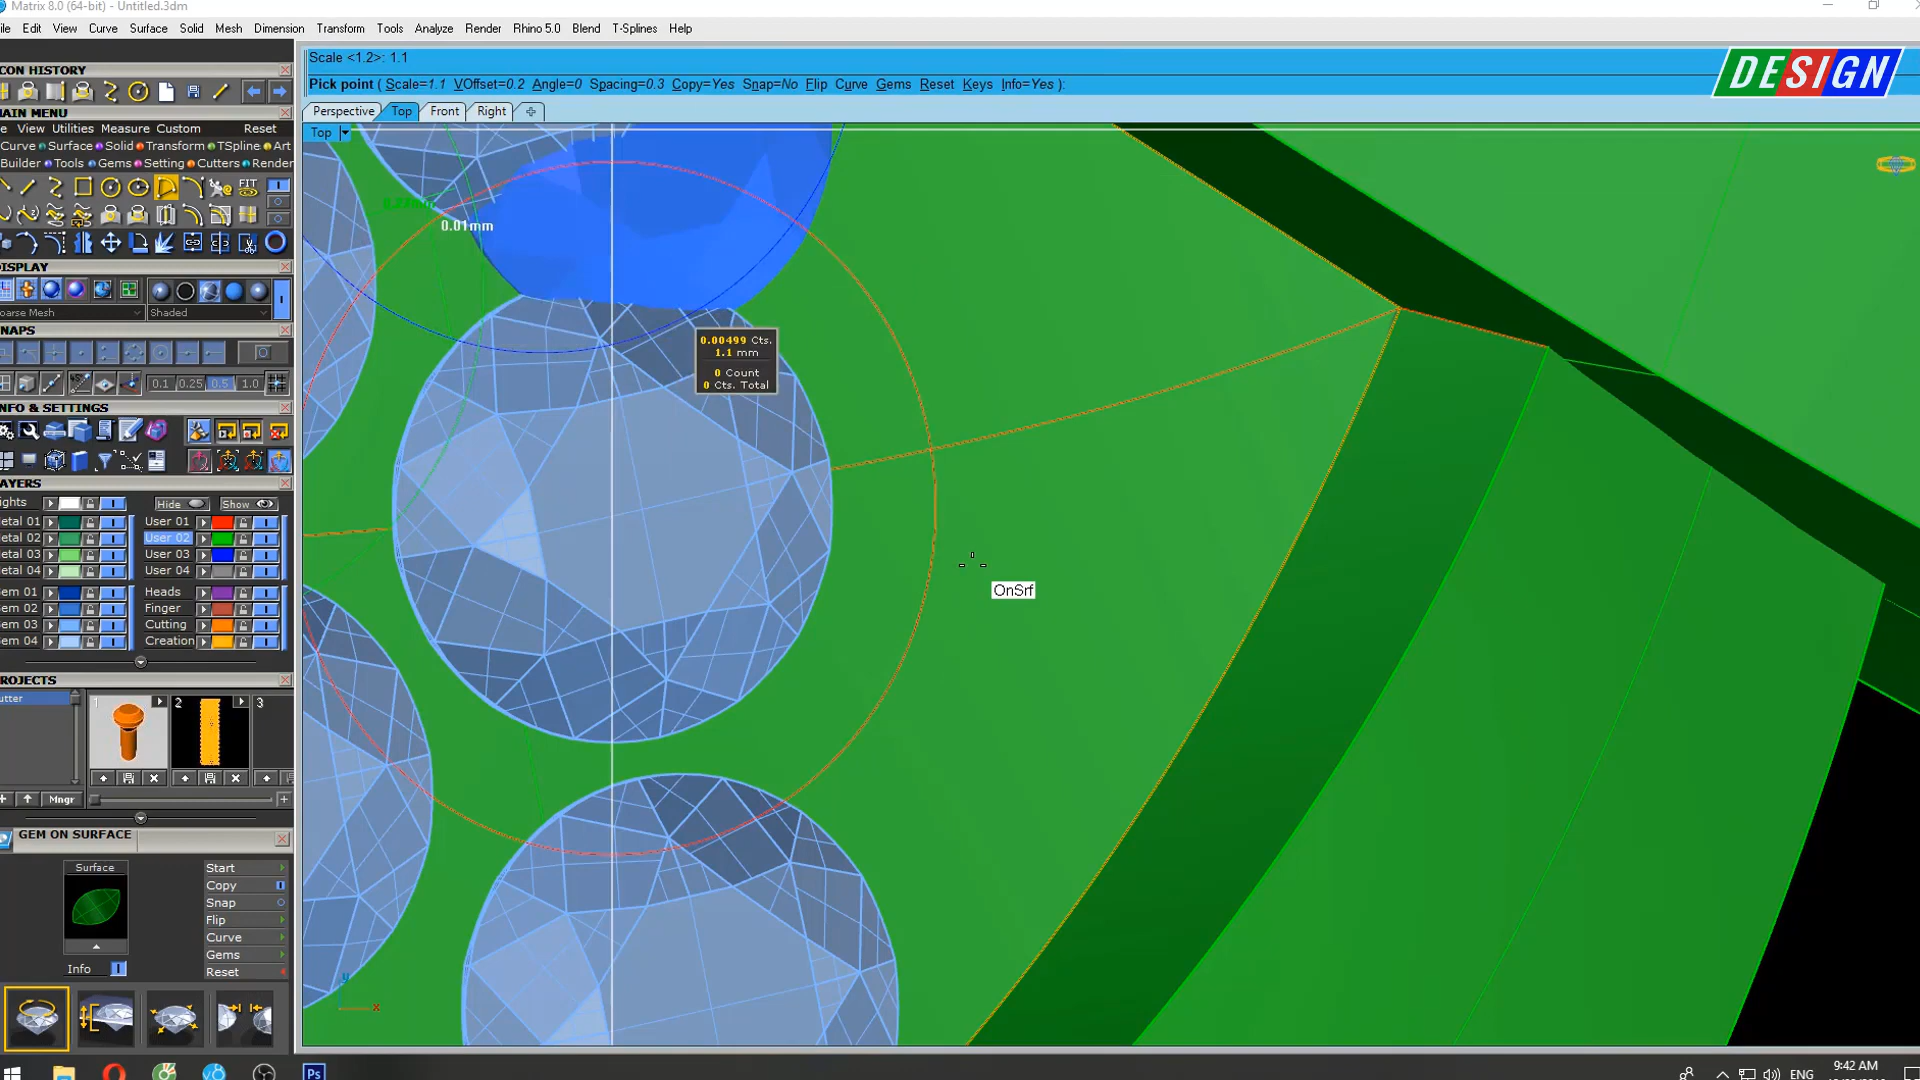 Matrix 8.0 (64-bit) - Untitled.3dm
ile Edit View Curve Surface Solid Mesh Dimension Transform Tools Analyze Render Rhino 5.0 Blend T-Splines Help
Scale <1.2>: 1.1
Pick point ( Scale=1.1 VOffset=0.2 Angle=0 Spacing=0.3 Copy=Yes Snap=No Flip Curve Gems Reset Keys Info=Yes ):
DESIGN
Perspective Top Front Right
Top
CON HISTORY
AIN MENU
e View Utilities Measure Custom Reset
Curve Surface Solid Transform TSpline Art
Builder Tools Gems Setting Cutters Render
FIT
ISPLAY
oarse Mesh Shaded
NAPS
0.1 0.25 0.5 1.0
NFO & SETTINGS
AYERS
ights Hide Show
etal 01 User 01
etal 02 User 02
etal 03 User 03
etal 04 User 04
em 01 Heads
em 02 Finger
em 03 Cutting
em 04 Creation
ROJECTS
utter
1 2 3
Mngr
GEM ON SURFACE
Surface
Start
Copy
Snap
Flip
Curve
Gems
Info
Reset
0.01mm
0.00499 Cts.
1.1 mm
0 Count
0 Cts. Total
OnSrf
y
x
Ps
ENG
9:42 AM